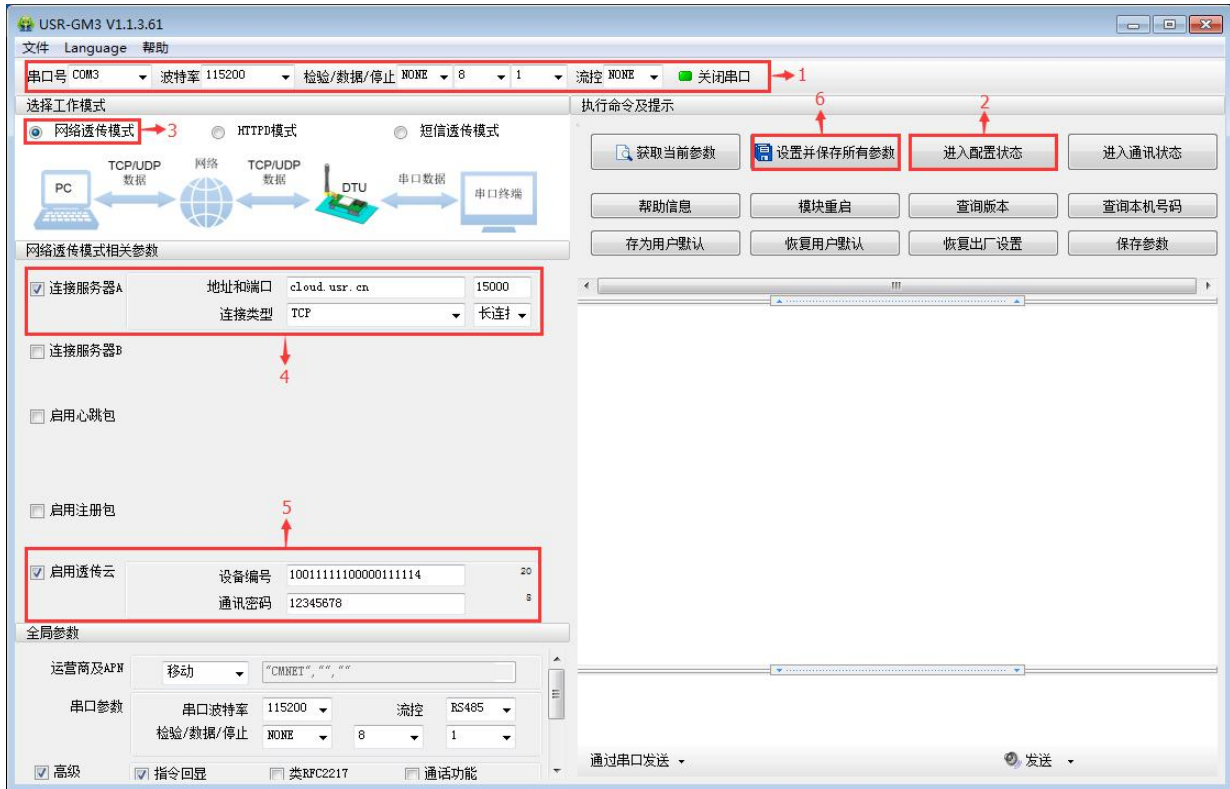 USR-GM3 V1.1.3.61
文件 Language 帮助
串口号 COM3 波特率 115200 检验/数据/停止 NONE 8 1 流控 NONE 关闭串口 1
选择工作模式
网络透传模式 3 HTTPD模式 短信透传模式
TCP/UDP 网络 TCP/UDP
数据 数据 串口数据
PC DTU 串口终端
网络透传模式相关参数
连接服务器A 地址和端口 cloud.usr.cn 15000
连接类型 TCP 长连接
连接服务器B
4
启用心跳包
启用注册包
5
启用透传云 设备编号 10011111100000111114 20
通讯密码 12345678 8
全局参数
运营商及APN 移动 "CMNET","",""
串口参数 串口波特率 115200 流控 RS485
检验/数据/停止 NONE 8 1
高级 指令回显 类RFC2217 通话功能
执行命令及提示
6 2
获取当前参数 设置并保存所有参数 进入配置状态 进入通讯状态
帮助信息 模块重启 查询版本 查询本机号码
存为用户默认 恢复用户默认 恢复出厂设置 保存参数
通过串口发送 发送